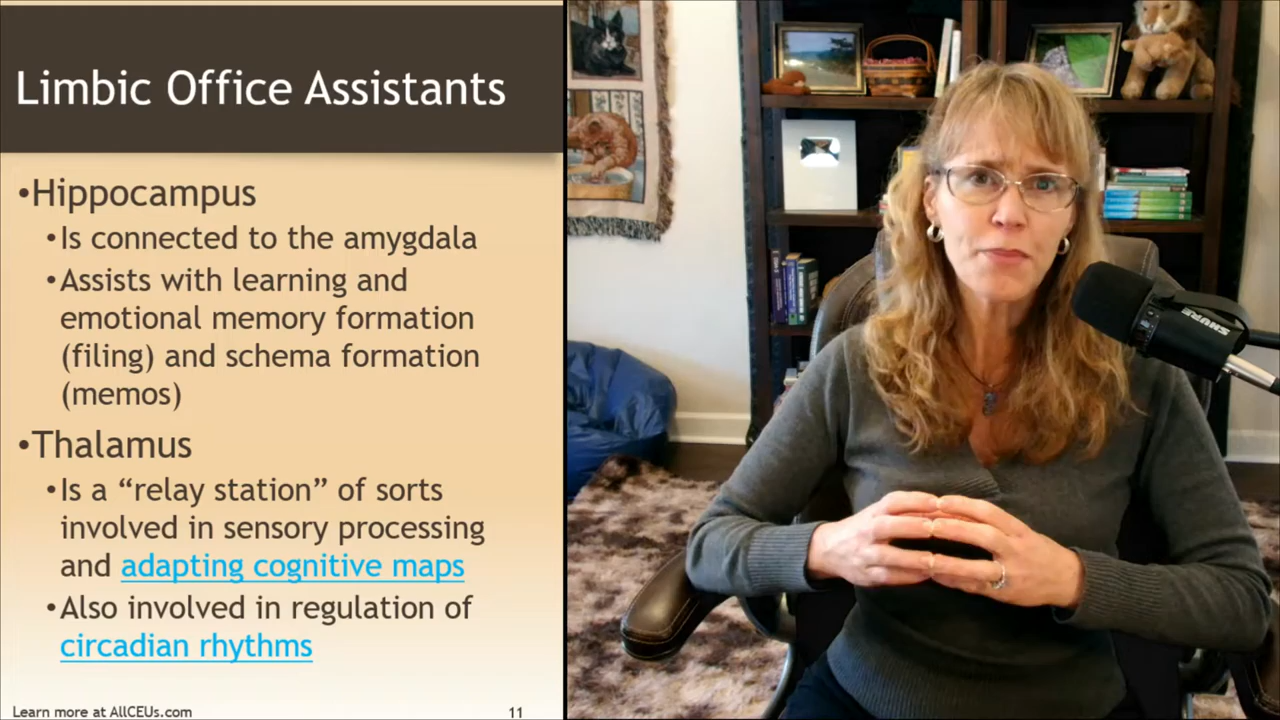 Limbic Office Assistants
•Hippocampus
•Is connected to the amygdala
•Assists with learning and
emotional memory formation
(filing) and schema formation
(memos)
•Thalamus
•Is a “relay station” of sorts
involved in sensory processing
and adapting cognitive maps
•Also involved in regulation of
circadian rhythms
Learn more at AllCEUs.com
11
SHURE